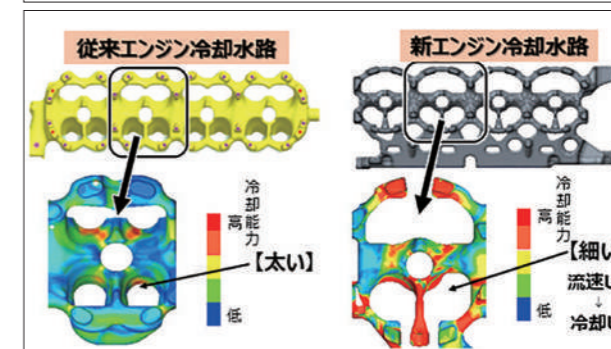 従来エンジン冷却水路
新エンジン冷却水路
冷却能力
高
低
【太い】
冷却能力
高
低
【細い
流速
↓
冷却